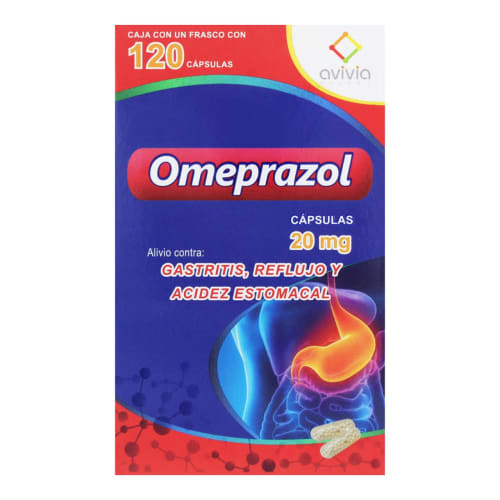 CAJA CON UN FRASCO CON
120 CÁPSULAS
avivia
Omeprazol
CÁPSULAS
20 mg
Alivio contra:
GASTRITIS, REFLUJO Y
ACIDEZ ESTOMACAL